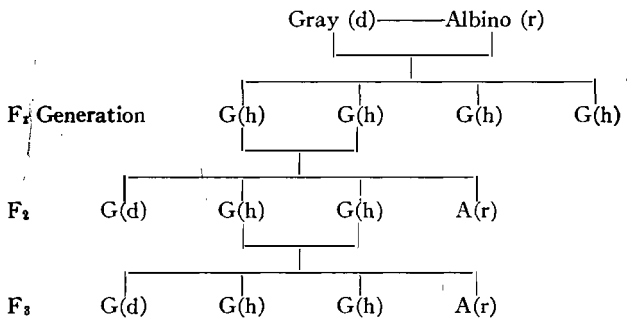 Gray (d) Albino (r)
F₁ Generation G(h) G(h) G(h) G(h)
F₂ G(d) G(h) G(h) A(r)
F₃ G(d) G(h) G(h) A(r)